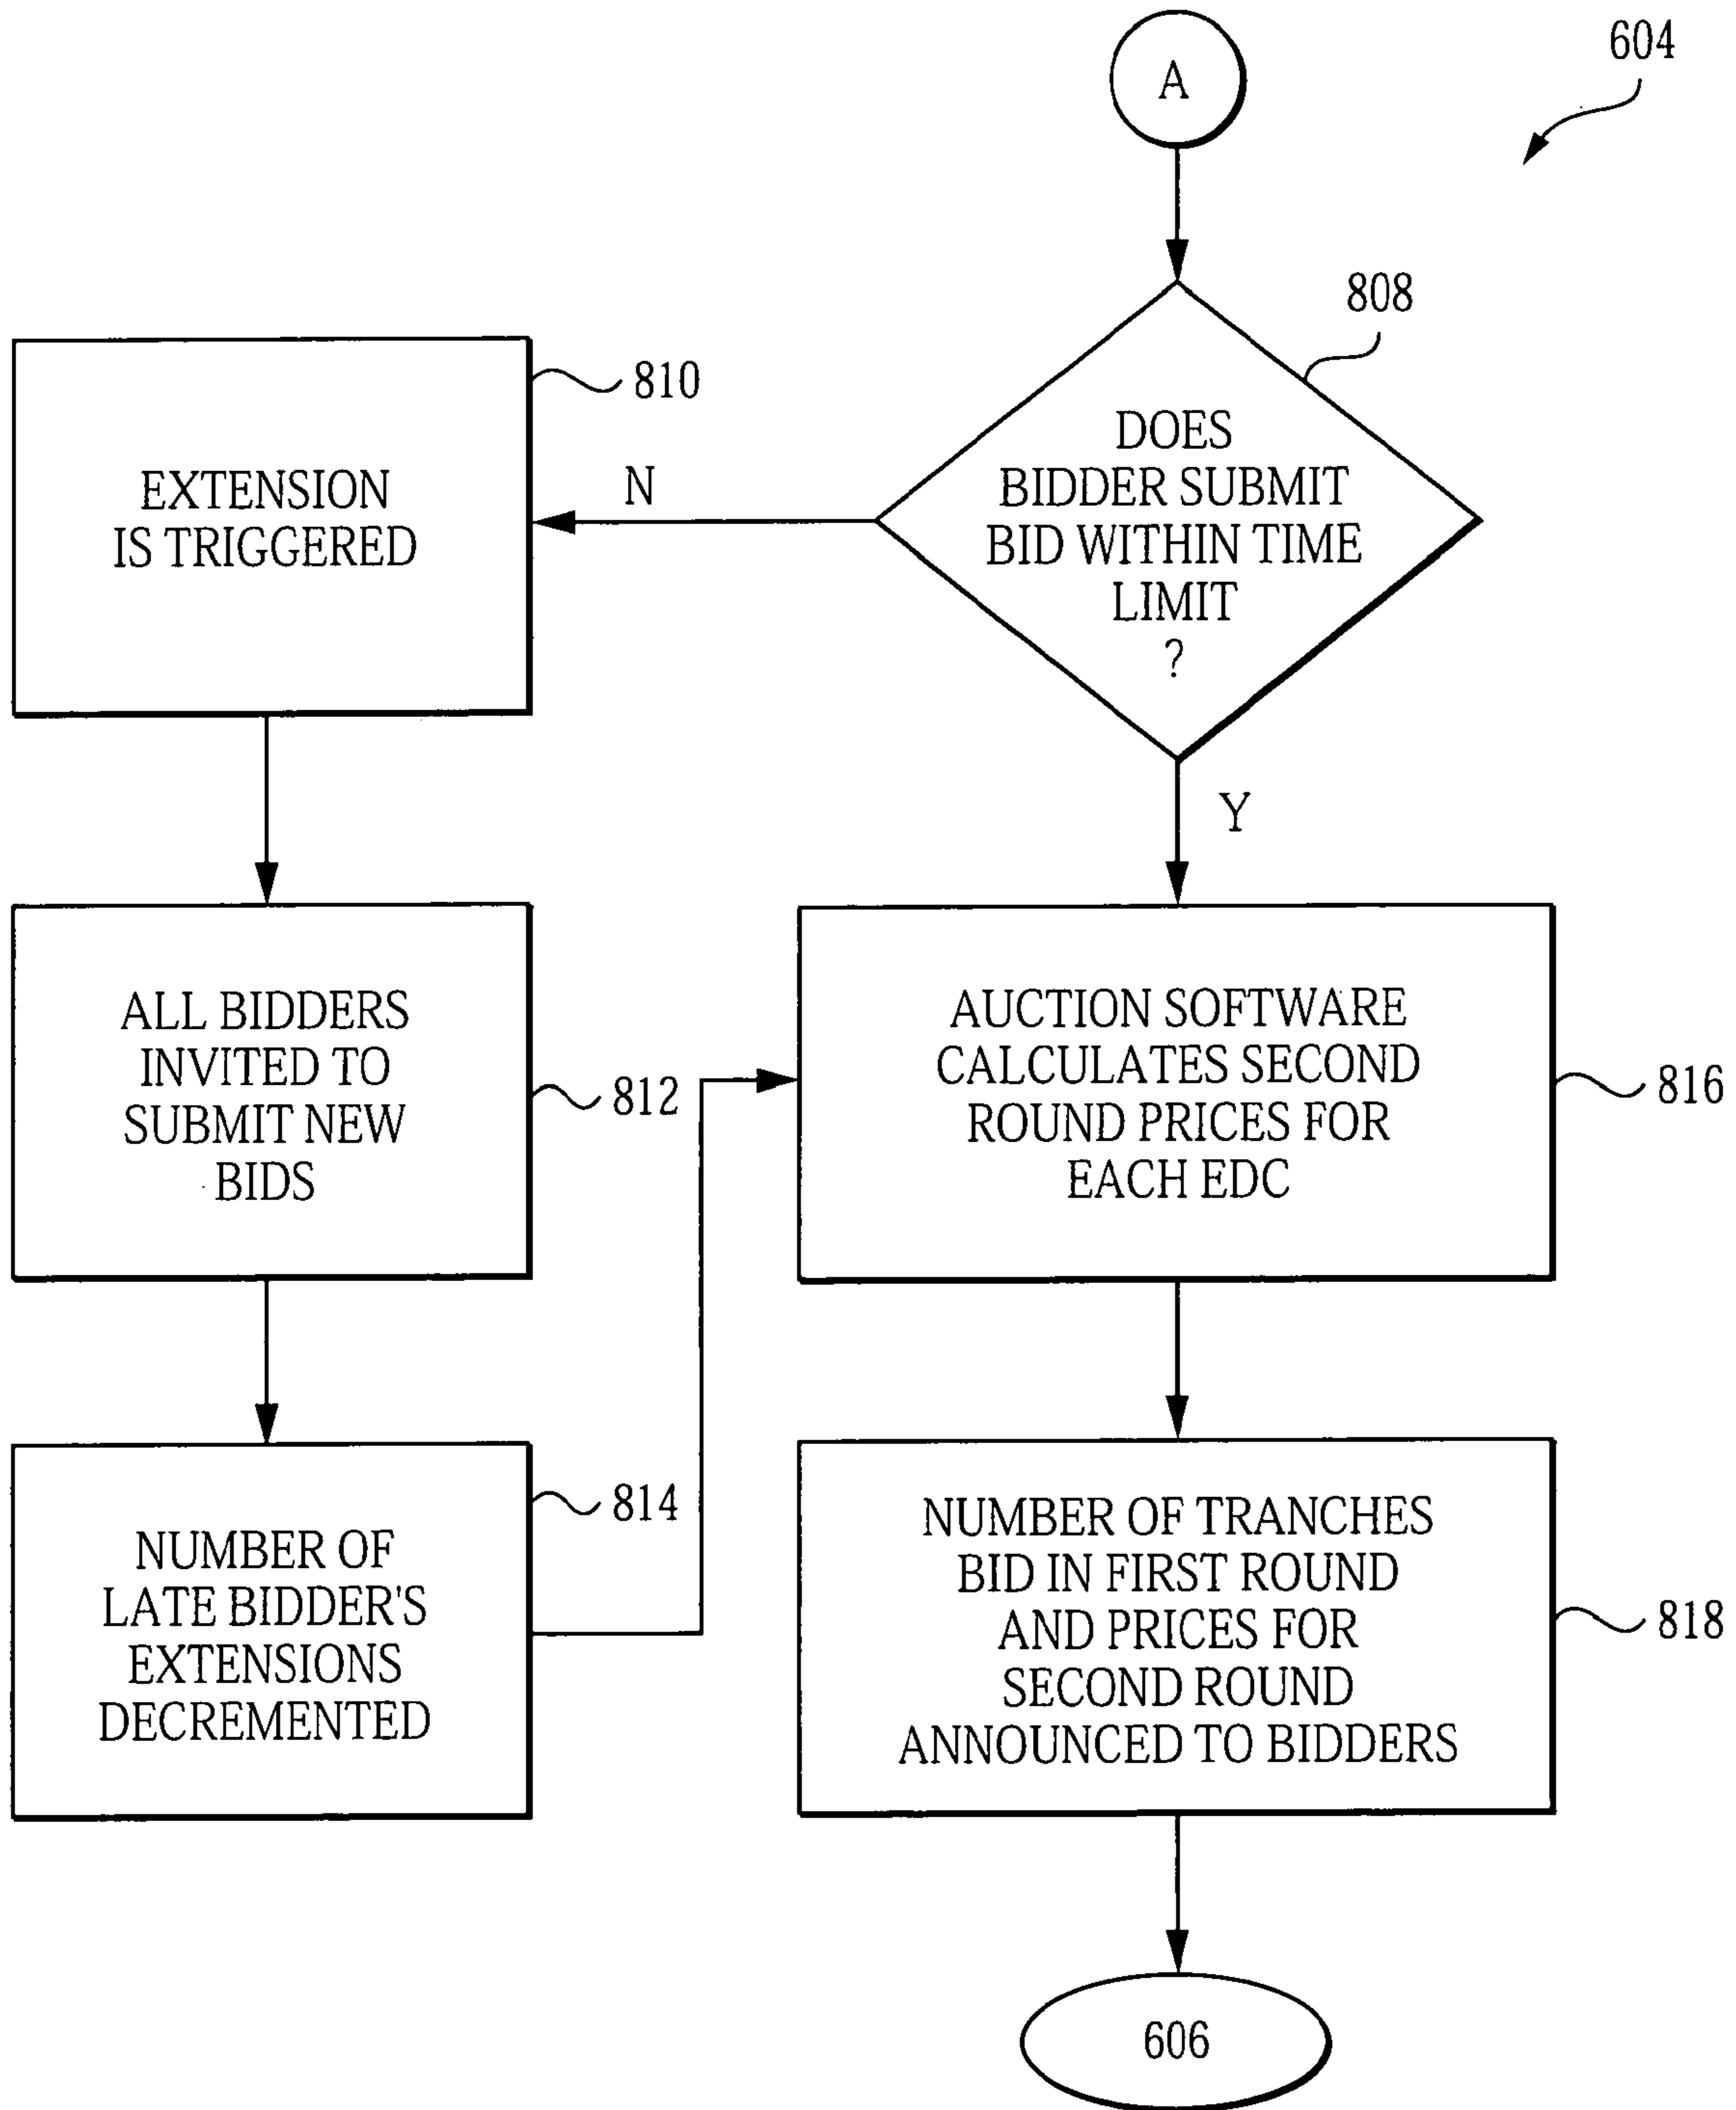 A
604
808
DOES
BIDDER SUBMIT
BID WITHIN TIME
LIMIT
?
N
810
EXTENSION
IS TRIGGERED
Y
ALL BIDDERS
INVITED TO
SUBMIT NEW
BIDS
812
NUMBER OF
LATE BIDDER'S
EXTENSIONS
DECREMENTED
814
AUCTION SOFTWARE
CALCULATES SECOND
ROUND PRICES FOR
EACH EDC
816
NUMBER OF TRANCHES
BID IN FIRST ROUND
AND PRICES FOR
SECOND ROUND
ANNOUNCED TO BIDDERS
818
606